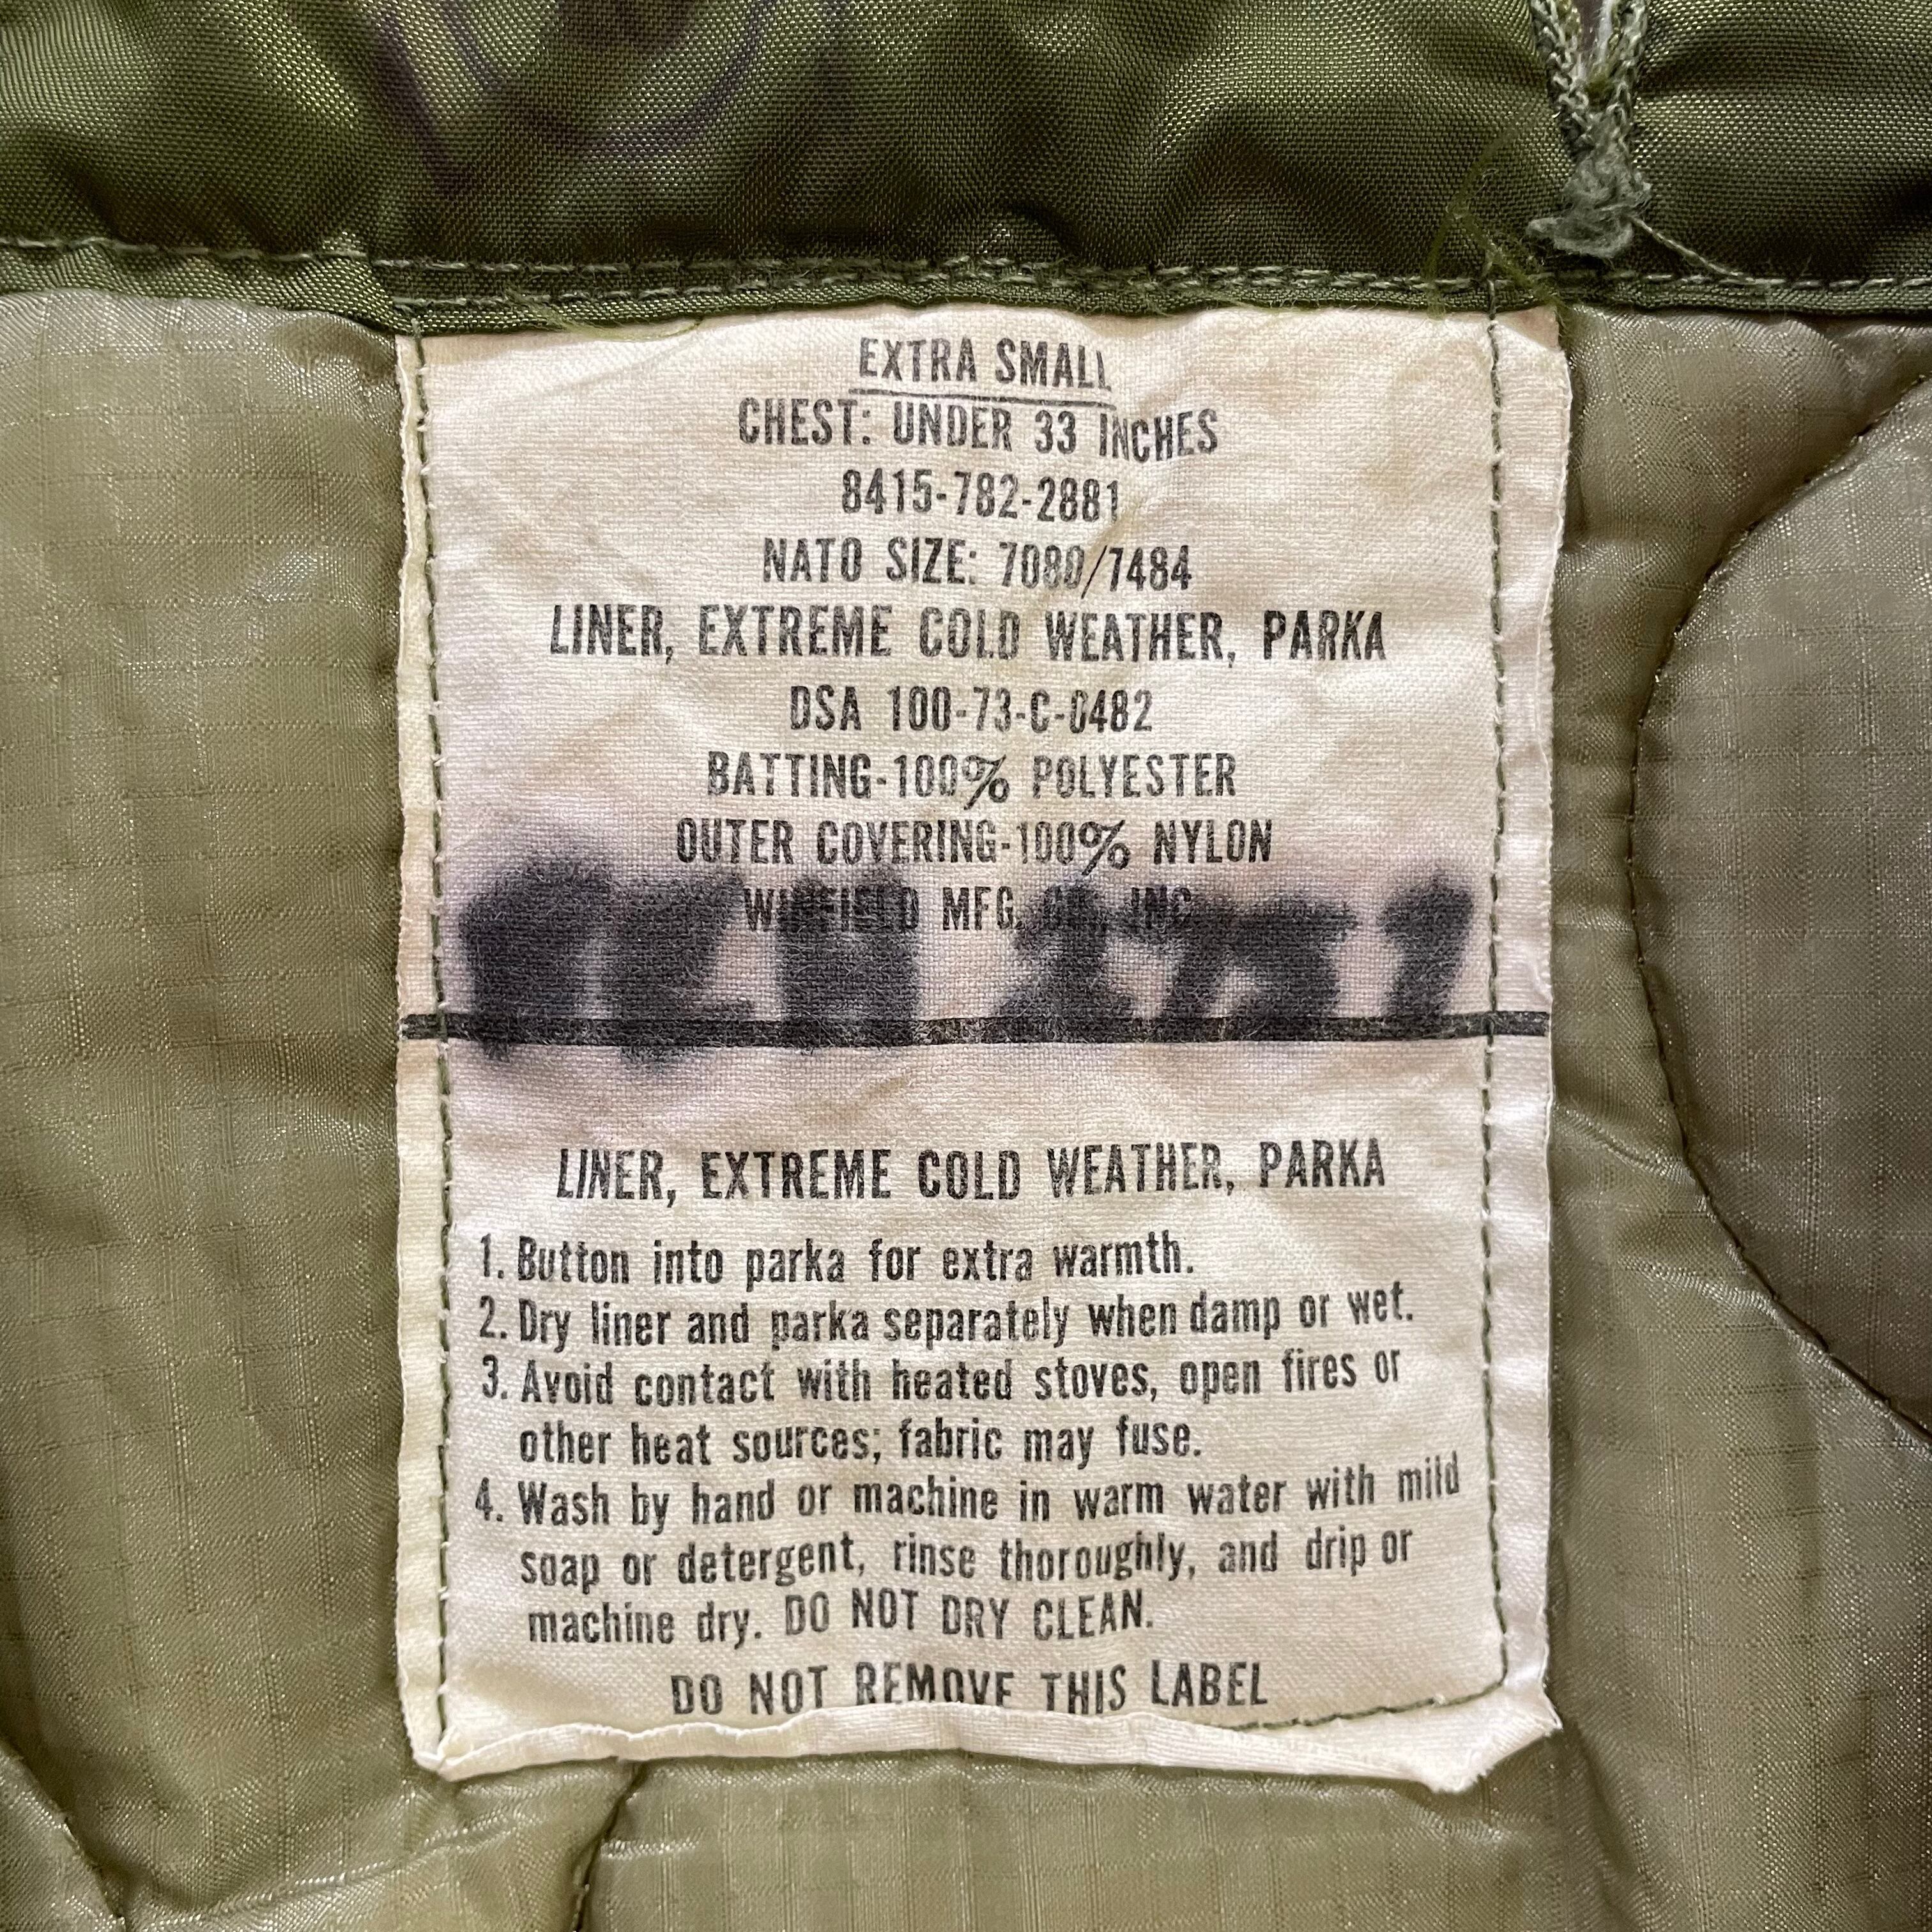 EXTRA SMALL
CHEST: UNDER 33 INCHES
8415-782-2881
NATO SIZE: 7080/7484
LINER, EXTREME COLD WEATHER, PARKA
DSA 100-73-C-0482
BATTING-100% POLYESTER
OUTER COVERING-100% NYLON
WINFIELD MFG. CO., INC.
LINER, EXTREME COLD WEATHER, PARKA
1. Button into parka for extra warmth.
2. Dry liner and parka separately when damp or wet.
3. Avoid contact with heated stoves, open fires or
other heat sources; fabric may fuse.
4. Wash by hand or machine in warm water with mild
soap or detergent, rinse thoroughly, and drip or
machine dry. DO NOT DRY CLEAN.
DO NOT REMOVE THIS LABEL